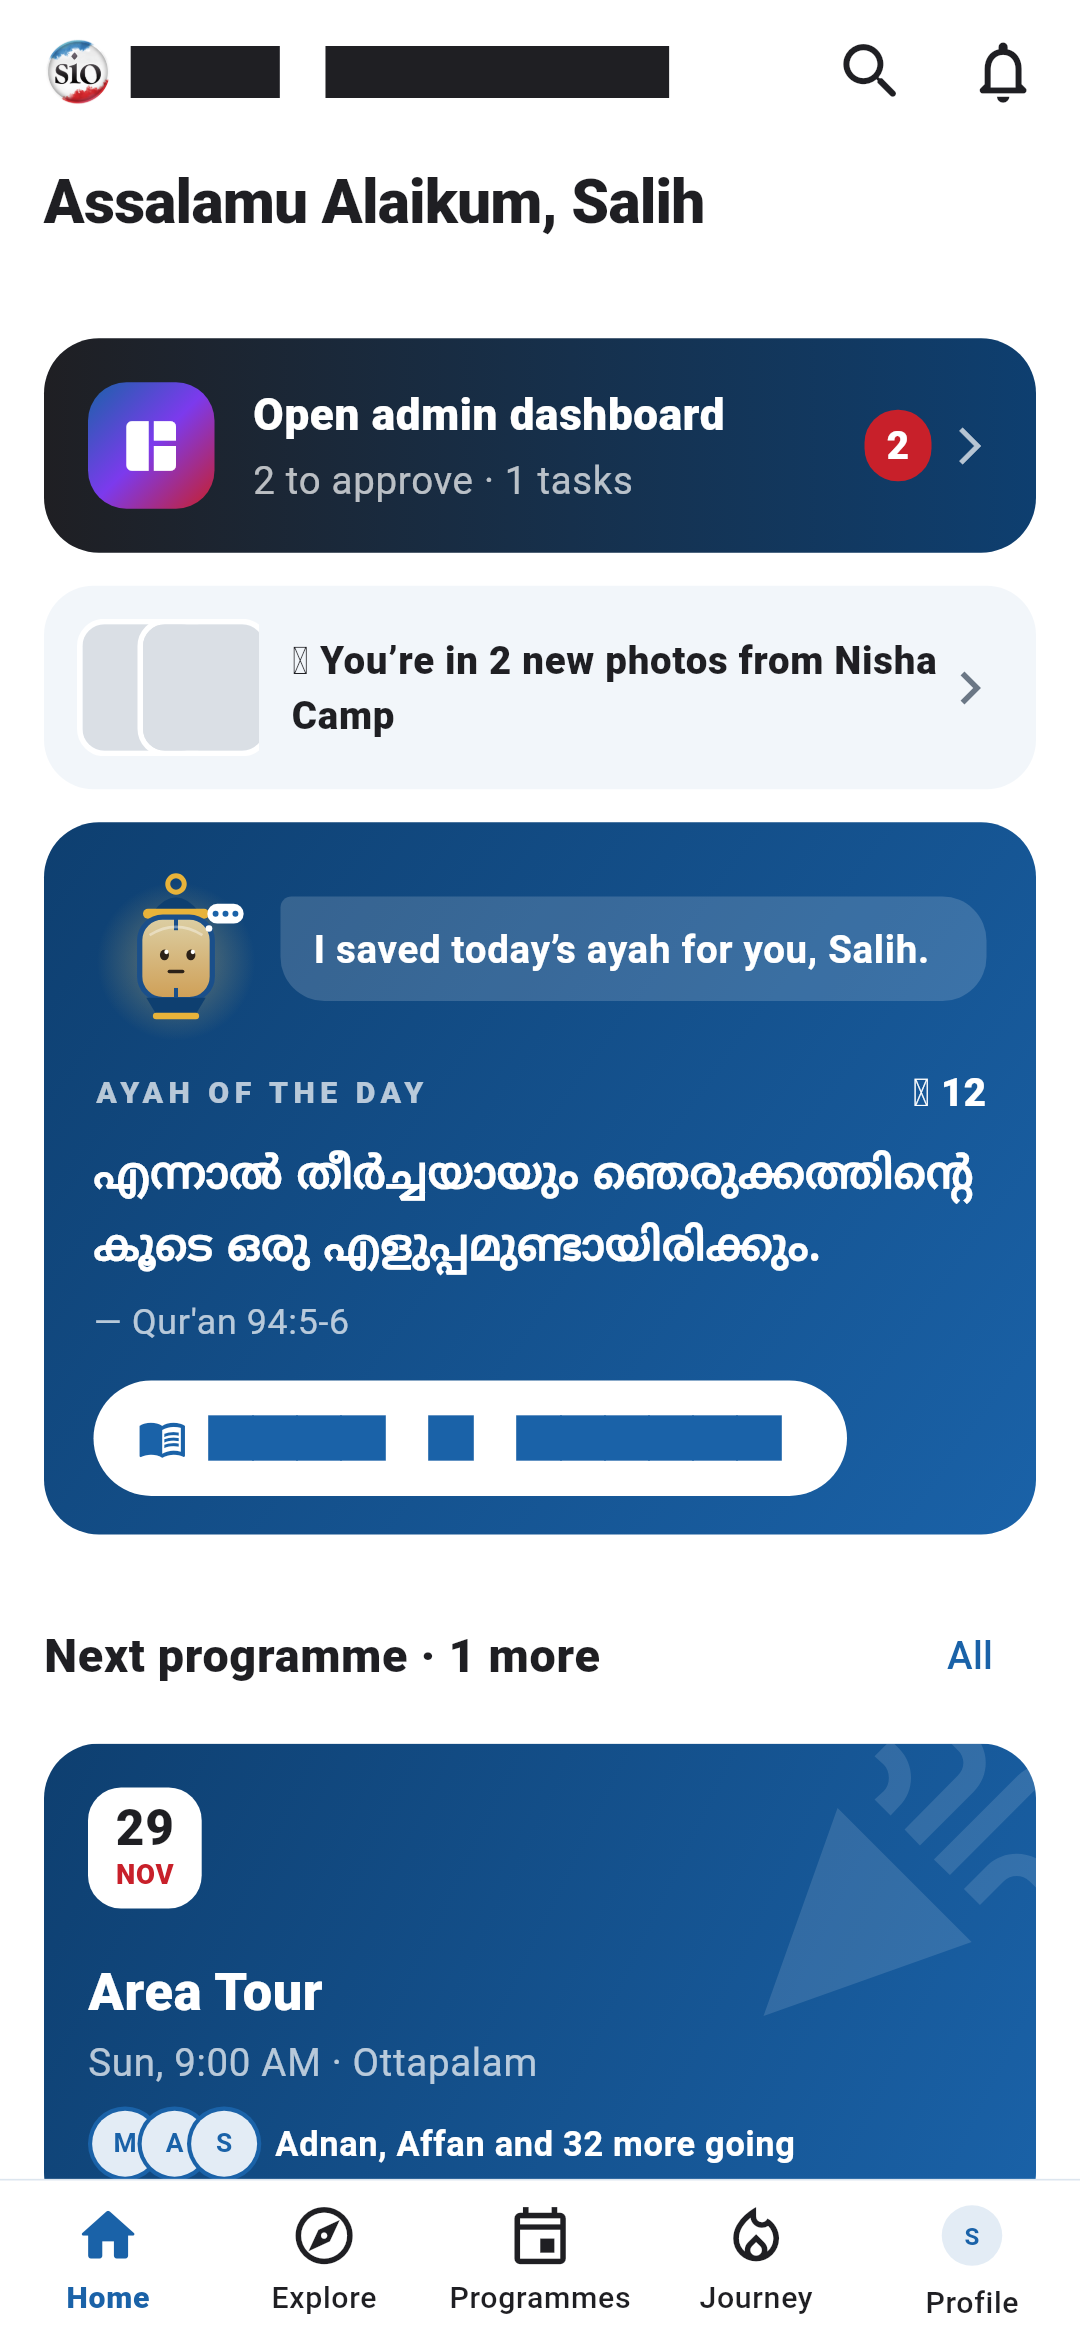 SIO
Assalamu Alaikum, Salih
Open admin dashboard
2 to approve · 1 tasks
2
You’re in 2 new photos from Nisha
Camp
I saved today’s ayah for you, Salih.
AYAH OF THE DAY
12
എന്നാൽ തീർച്ചയായും ഞെരുക്കത്തിന്റെ
കൂടെ ഒരു എളുപ്പമുണ്ടായിരിക്കും.
— Qur'an 94:5-6
Next programme · 1 more
All
29
NOV
Area Tour
Sun, 9:00 AM · Ottapalam
M A S
Adnan, Affan and 32 more going
S
Home Explore Programmes Journey Profile